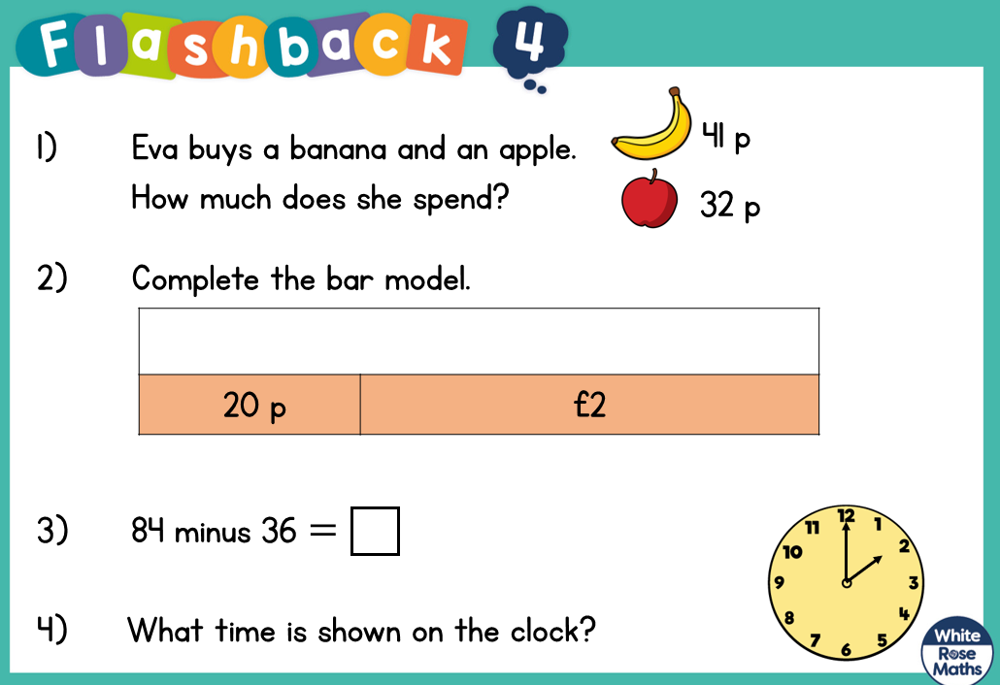 Flashback 4
1) Eva buys a banana and an apple.
41 p
How much does she spend?
32 p
2) Complete the bar model.
20 p £2
3) 84 minus 36 =
4) What time is shown on the clock?
12
11 1
10 2
9 3
8 4
7 5
6
White
Rose
Maths